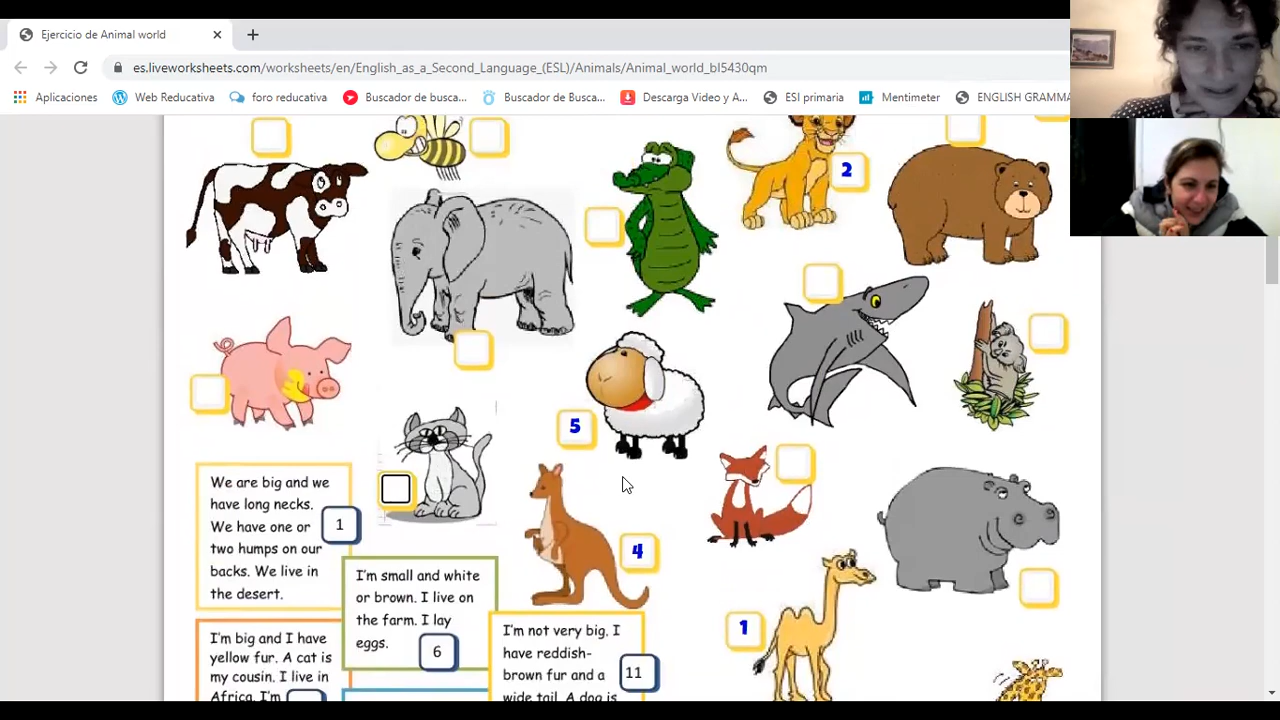 Ejercicio de Animal world
es.liveworksheets.com/worksheets/en/English_as_a_Second_Language_(ESL)/Animals/Animal_world_bl5430qm
Aplicaciones Web Reducativa foro reducativa Buscador de busca... Buscador de Busca... Descarga Video y A... ESI primaria Mentimeter ENGLISH GRAMMA
2
5
4
1
We are big and we
have long necks.
We have one or
two humps on our
backs. We live in
the desert.
1
I'm small and white
or brown. I live on
the farm. I lay
eggs.
6
I'm big and I have
yellow fur. A cat is
my cousin. I live in
Africa. I'm
I'm not very big. I
have reddish-
brown fur and a
wide tail. A dog is
11